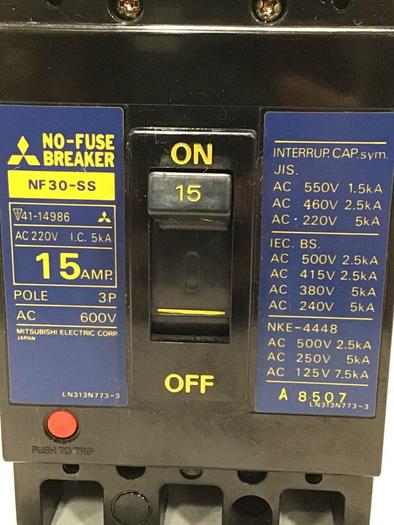 NO-FUSE
BREAKER
NF30-SS
▽41-14986
AC220V I.C. 5kA
15 AMP.
POLE 3P
AC 600V
MITSUBISHI ELECTRIC CORP.
JAPAN
LN313N773-3
PUSH TO TRIP
ON
15
OFF
INTERRUP. CAP. sym.
JIS.
AC 550V 1.5kA
AC 460V 2.5kA
AC 220V 5kA
IEC. BS.
AC 500V 2.5kA
AC 415V 2.5kA
AC 380V 5kA
AC 240V 5kA
NKE-4448
AC 500V 2.5kA
AC 250V 5kA
AC 125V 7.5kA
A 8507
LN313N773-3